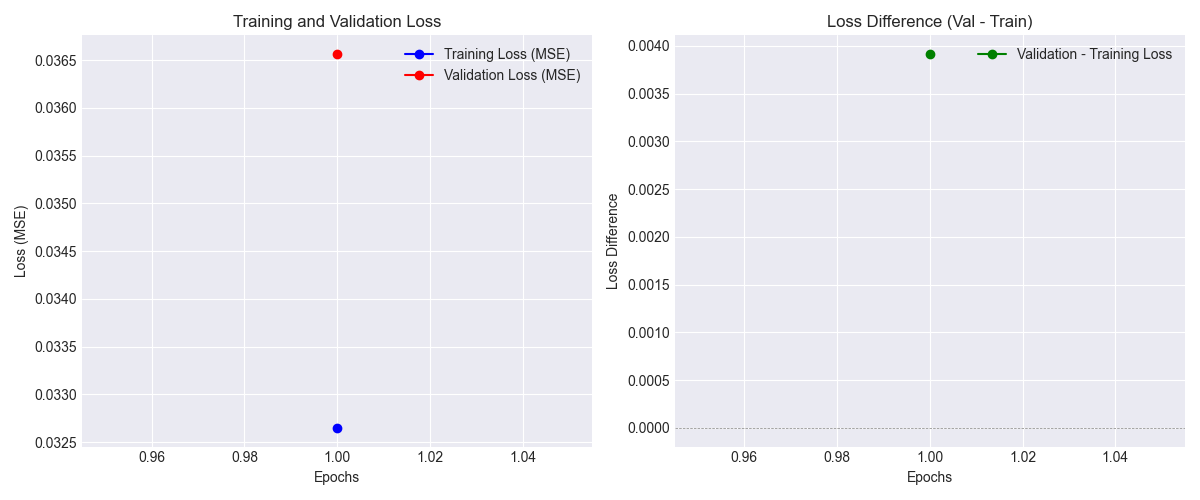 Training and Validation Loss
Training Loss (MSE)
Validation Loss (MSE)
Loss (MSE)
0.0365
0.0360
0.0355
0.0350
0.0345
0.0340
0.0335
0.0330
0.0325
0.96 0.98 1.00 1.02 1.04
Epochs
Loss Difference (Val - Train)
Validation - Training Loss
Loss Difference
0.0040
0.0035
0.0030
0.0025
0.0020
0.0015
0.0010
0.0005
0.0000
0.96 0.98 1.00 1.02 1.04
Epochs